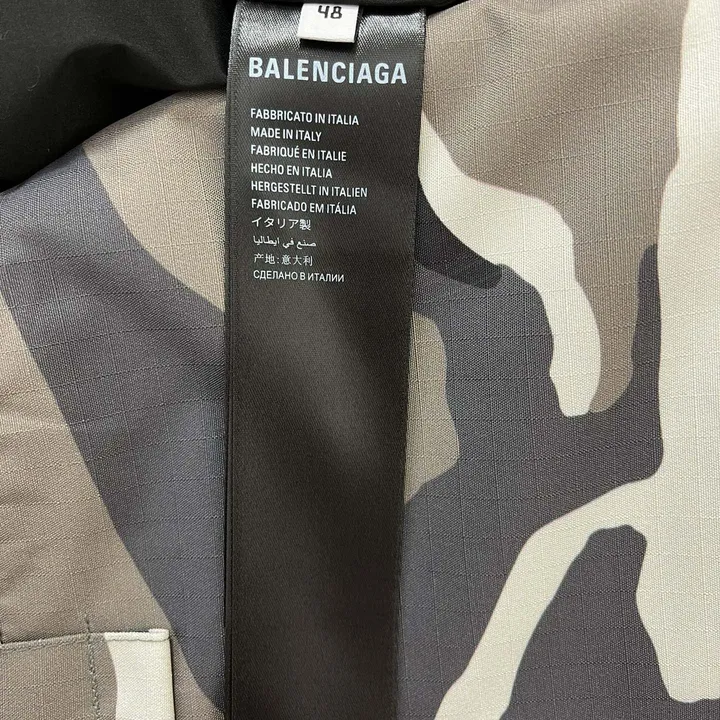 48
BALENCIAGA
FABBRICATO IN ITALIA
MADE IN ITALY
FABRIQUÉ EN ITALIE
HECHO EN ITALIA
HERGESTELLT IN ITALIEN
FABRICADO EM ITÁLIA
イタリア製
صنع في ايطاليا
产地: 意大利
СДЕЛАНО В ИТАЛИИ